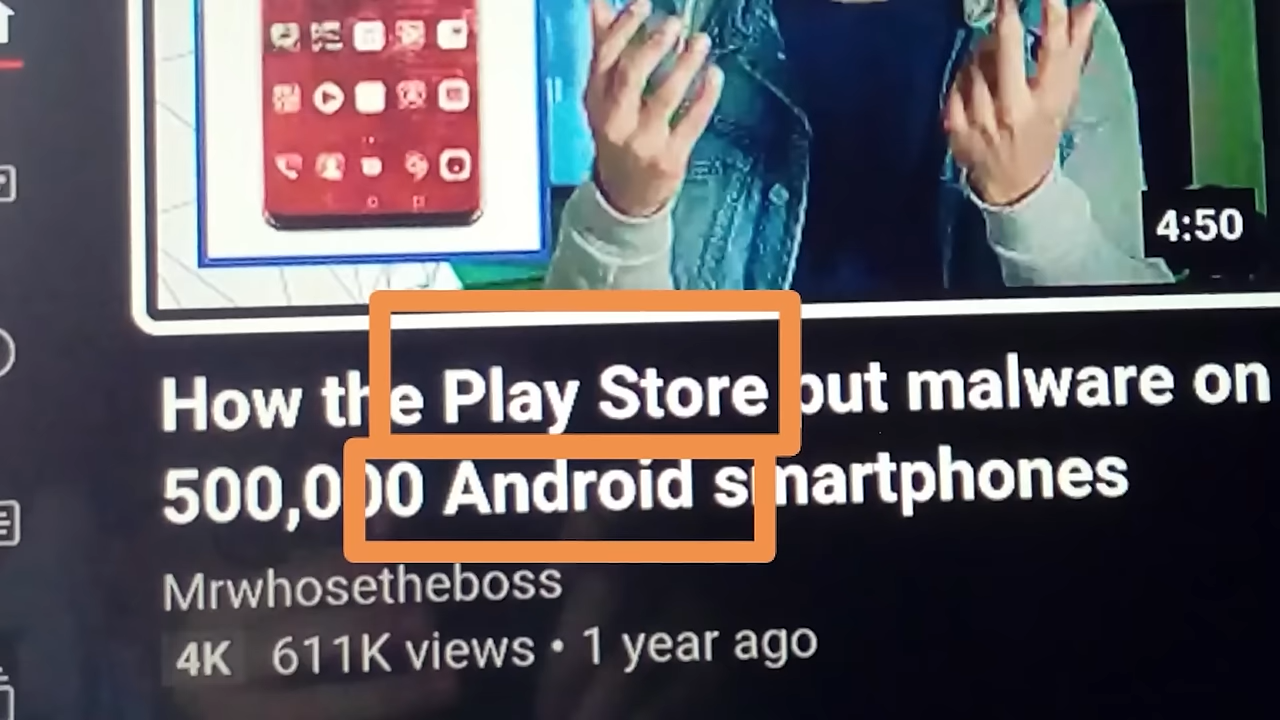 4:50
How the Play Store put malware on
500,000 Android smartphones
Mrwhosetheboss
4K 611K views • 1 year ago